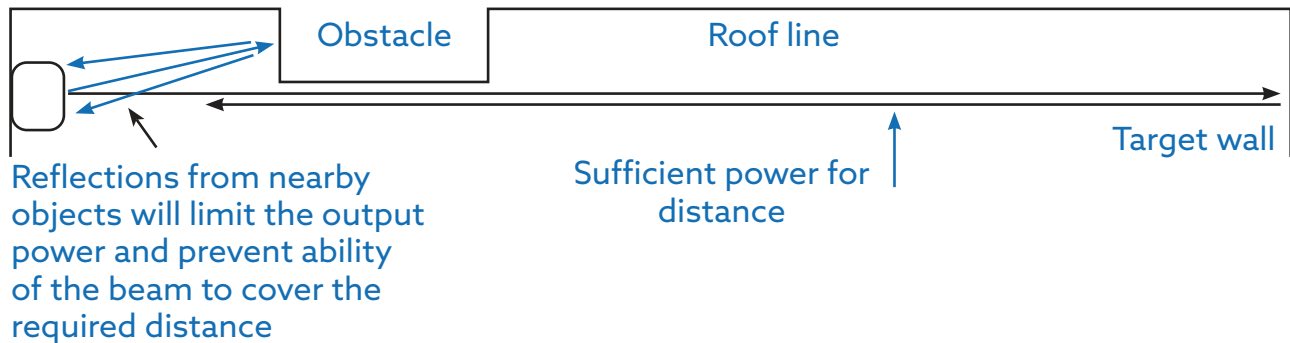 Obstacle
Roof line
Target wall
Reflections from nearby
objects will limit the output
power and prevent ability
of the beam to cover the
required distance
Sufficient power for
distance